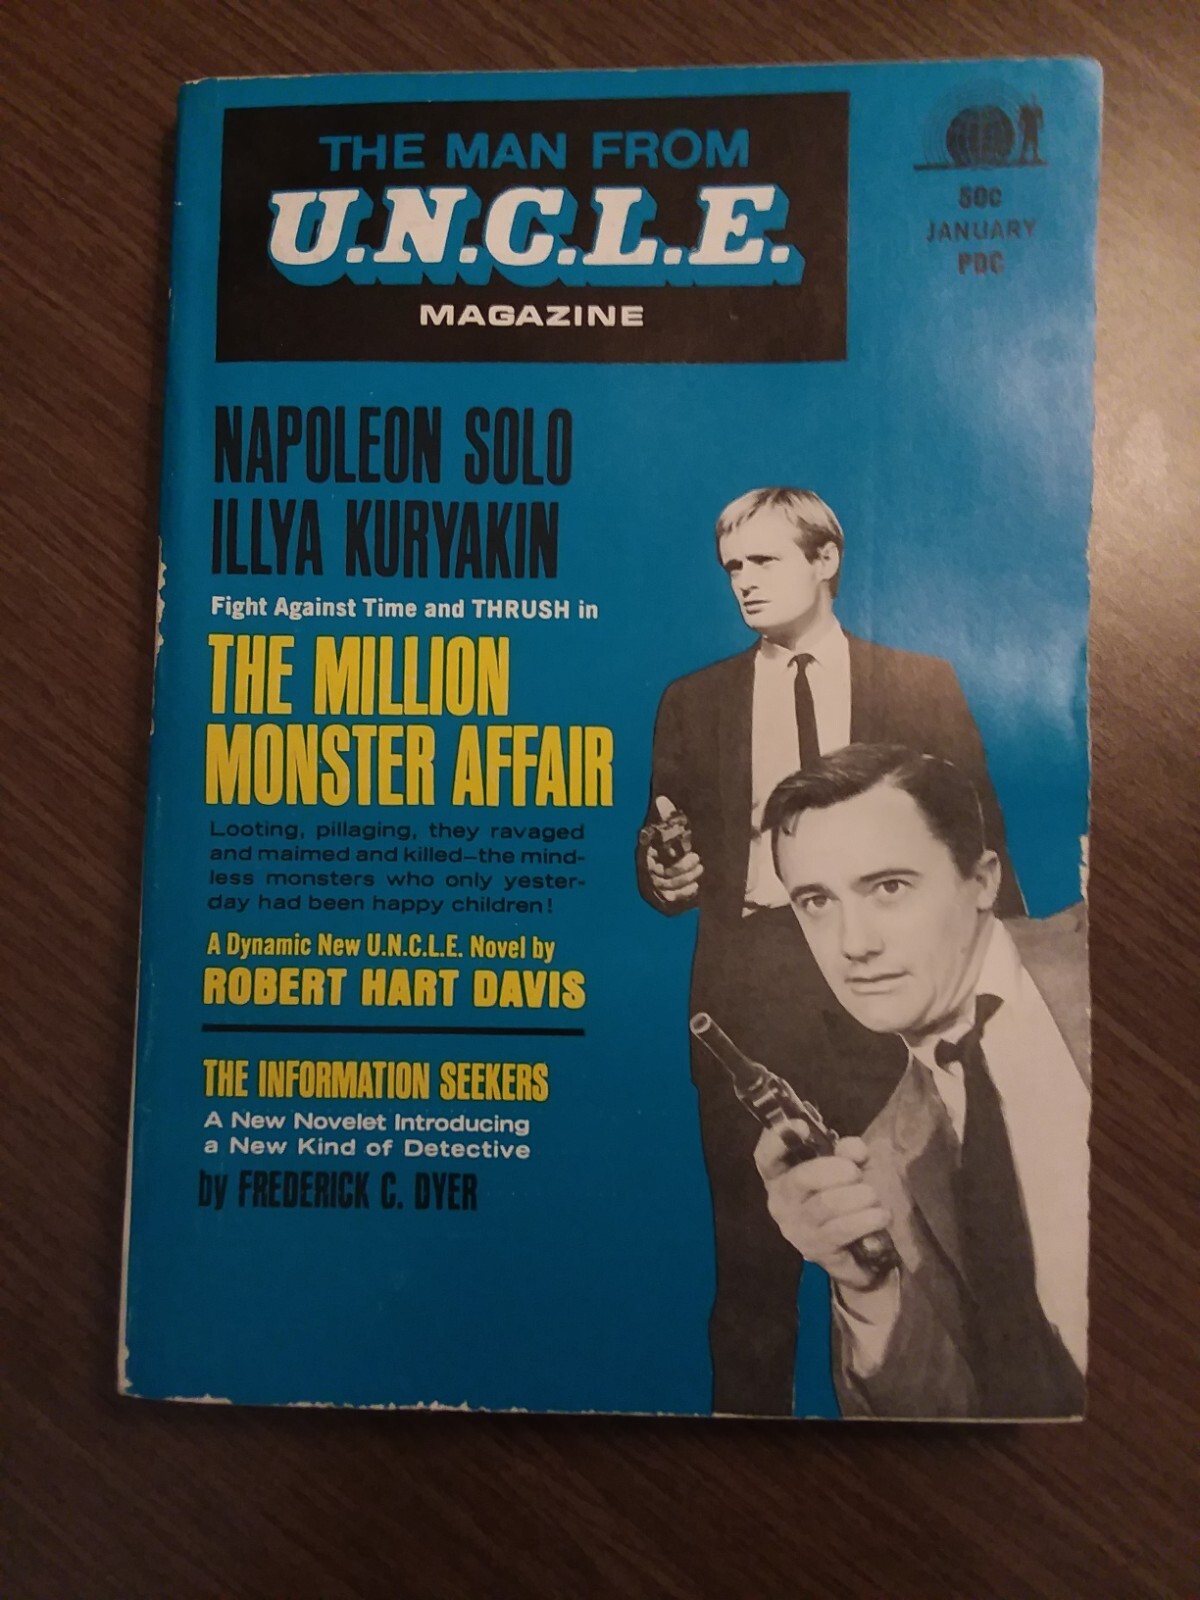 THE MAN FROM
U.N.C.L.E.
MAGAZINE
50c
JANUARY
PDC
NAPOLEON SOLO
ILLYA KURYAKIN
Fight Against Time and THRUSH in
THE MILLION
MONSTER AFFAIR
Looting, pillaging, they ravaged
and maimed and killed—the mind-
less monsters who only yester-
day had been happy children!
A Dynamic New U.N.C.L.E. Novel by
ROBERT HART DAVIS
THE INFORMATION SEEKERS
A New Novelet Introducing
a New Kind of Detective
by FREDERICK C. DYER